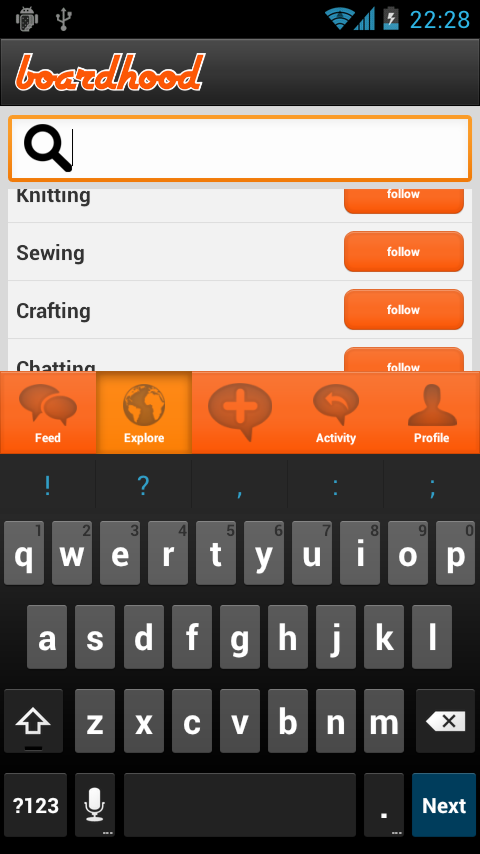 22:28
boardhood
Knitting follow
Sewing follow
Crafting follow
Chatting follow
Feed Explore Activity Profile
! ? , : ;
1 2 3 4 5 6 7 8 9 0
q w e r t y u i o p
a s d f g h j k l
z x c v b n m
?123 ... . ... Next